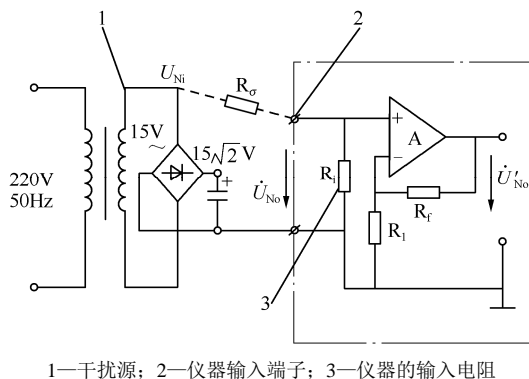 1
2
U_Ni
R_σ
15V
～
15√2 V
+
220V
50Hz
U̇_No
R_i
+
A
−
R_f
R_1
U̇′_No
3
1—干扰源；2—仪器输入端子；3—仪器的输入电阻